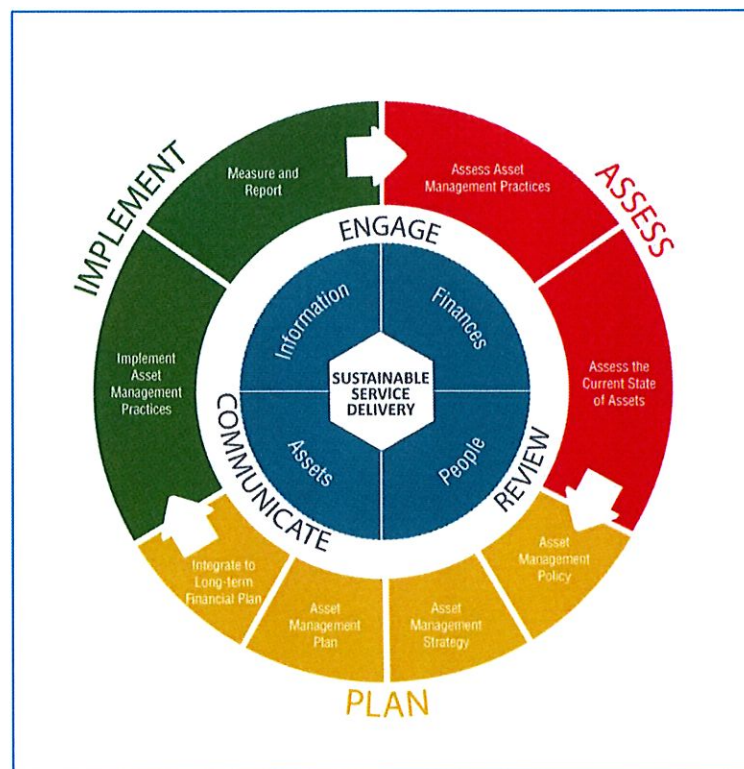 IMPLEMENT
Measure and
Report
Implement
Asset
Management
Practices
ASSESS
Assess Asset
Management Practices
Assess the
Current State
of Assets
PLAN
Asset
Management
Policy
Asset
Management
Strategy
Asset
Management
Plan
Integrate to
Long-term
Financial Plan
ENGAGE
REVIEW
COMMUNICATE
Information
Finances
Assets
People
SUSTAINABLE
SERVICE
DELIVERY